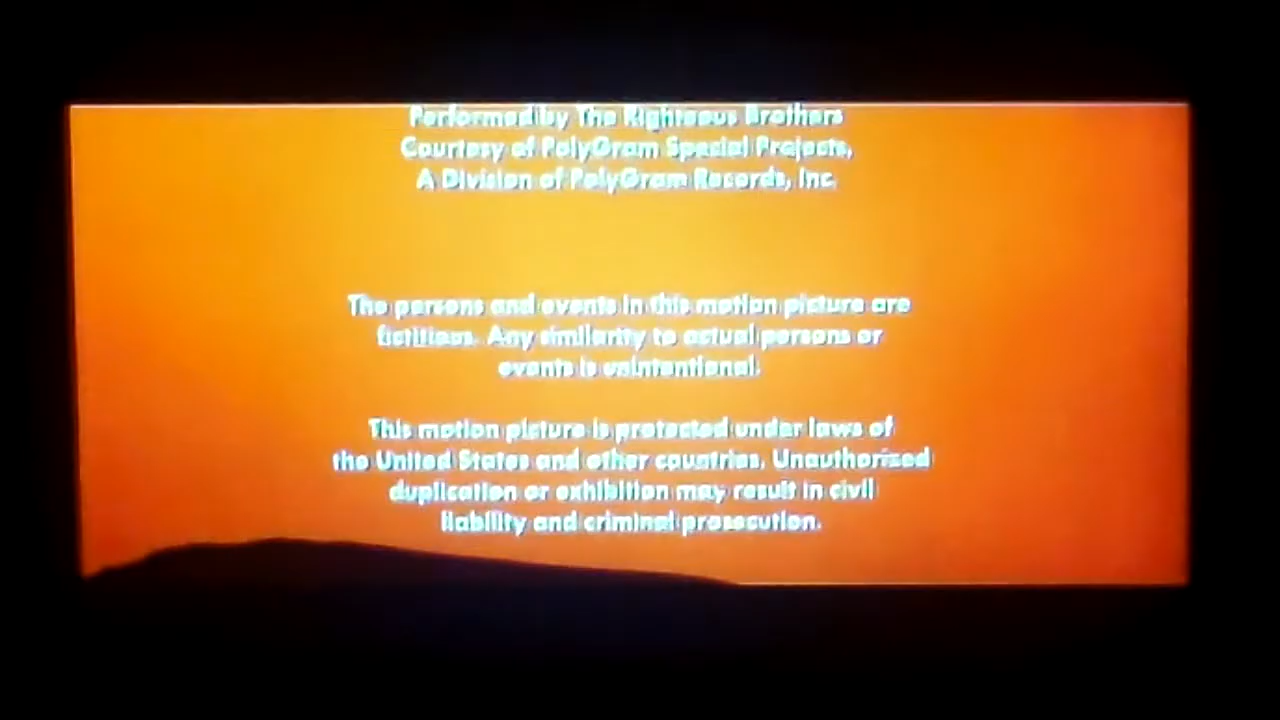 Performed by The Righteous Brothers
Courtesy of PolyGram Special Projects,
A Division of PolyGram Records, Inc.
The persons and events in this motion picture are
fictitious. Any similarity to actual persons or
events is unintentional.
This motion picture is protected under laws of
the United States and other countries. Unauthorized
duplication or exhibition may result in civil
liability and criminal prosecution.